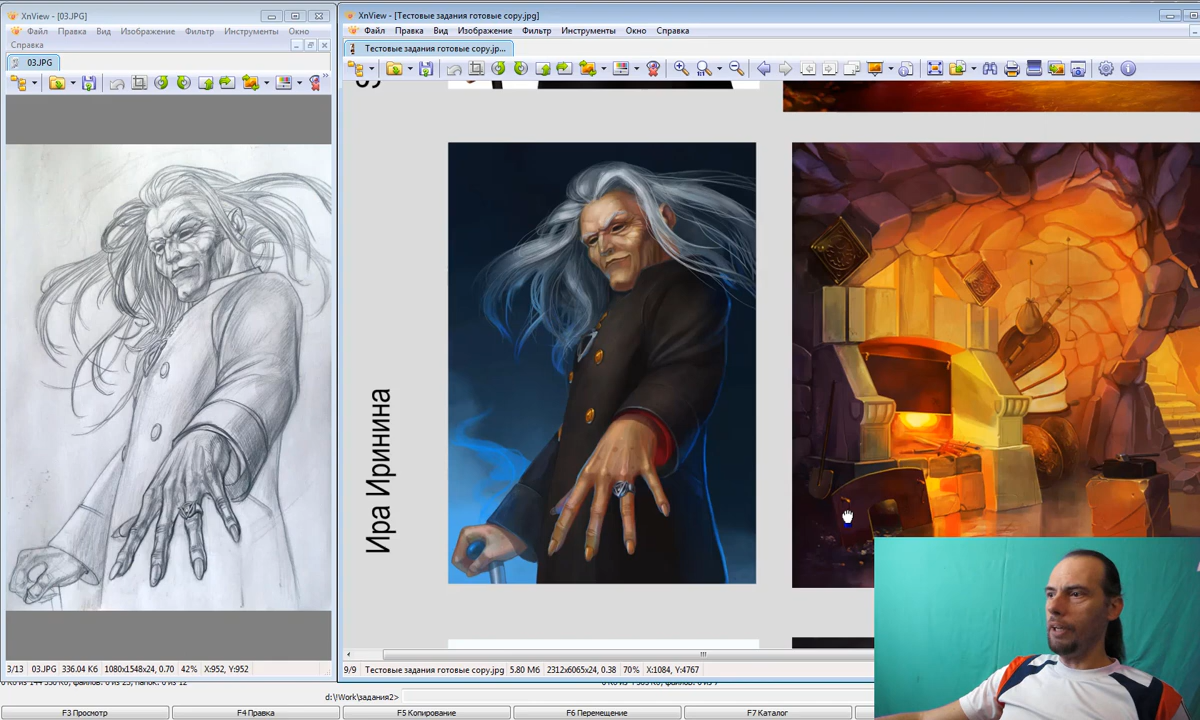 XnView - [03.JPG]
Файл Правка Вид Изображение Фильтр Инструменты Окно
Справка
03.JPG
3/13 03.JPG 336.04 Кб 1080x1548x24, 0.70 42% X:952, Y:952
XnView - [Тестовые задания готовые copy.jpg]
Файл Правка Вид Изображение Фильтр Инструменты Окно Справка
Тестовые задания готовые copy.jp...
Ира Иринина
9/9 Тестовые задания готовые copy.jpg 5.80 Мб 2312x6065x24, 0.38 70% X:1084, Y:4767
d:\!Work\задания2>
F3 Просмотр F4 Правка F5 Копирование F6 Перемещение F7 Каталог